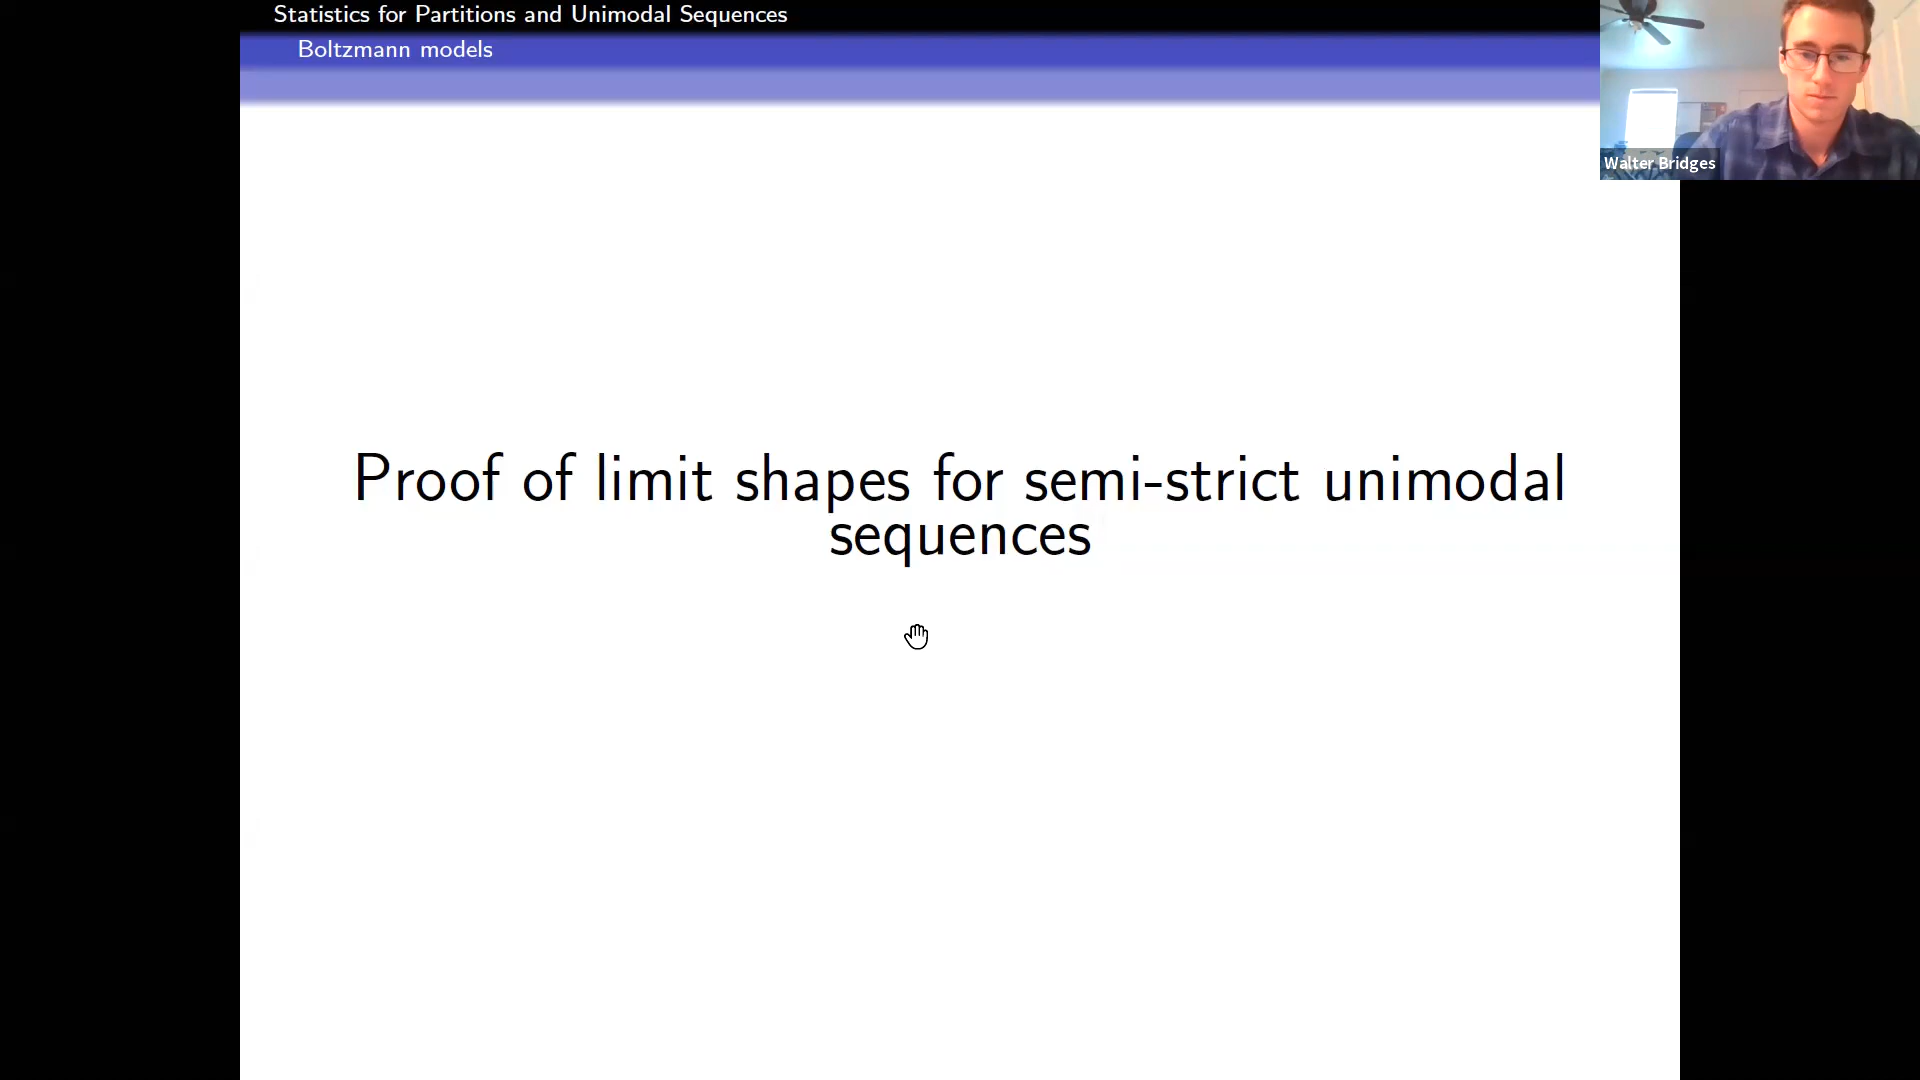 Statistics for Partitions and Unimodal Sequences
Boltzmann models
Walter Bridges
Proof of limit shapes for semi-strict unimodal
sequences